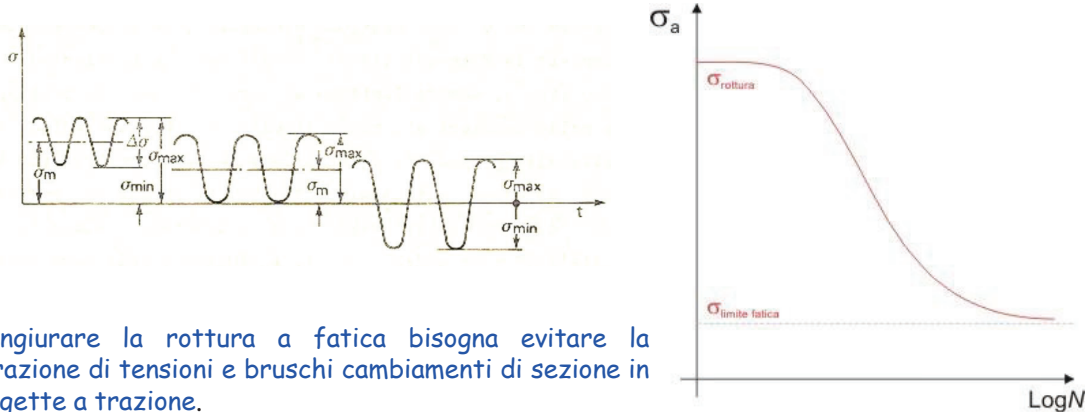 σ
Δσ
σm
σmax
σmin
σmax
σm
σmax
σmin
t
ngiurare la rottura a fatica bisogna evitare la
razione di tensioni e bruschi cambiamenti di sezione in
gette a trazione.
σa
σrottura
σlimite fatica
LogN